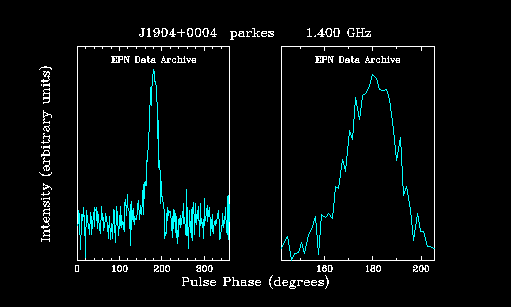 J1904+0004 parkes 1.400 GHz
EPN Data Archive EPN Data Archive
Intensity (arbitrary units)
0 100 200 300 160 180 200
Pulse Phase (degrees)